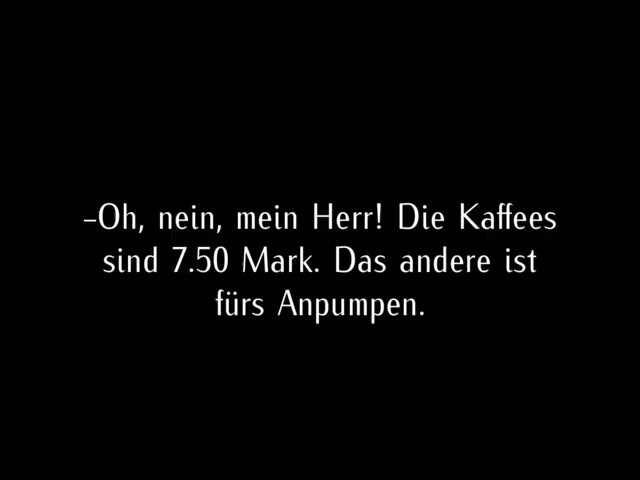 –Oh, nein, mein Herr! Die Kaffees
sind 7.50 Mark. Das andere ist
fürs Anpumpen.